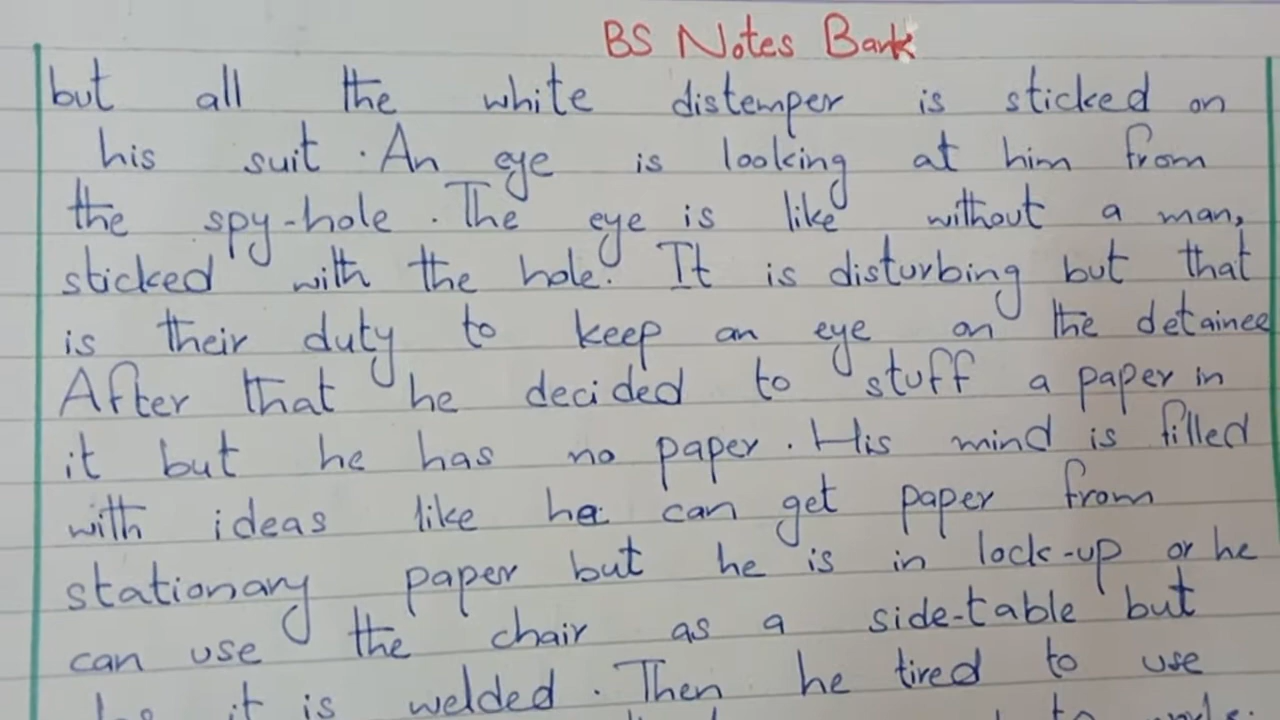 BS Notes Bank
but all the white distemper is sticked on
his suit. An eye is looking at him from
the spy-hole. The eye is like without a man,
sticked with the hole. It is disturbing but that
is their duty to keep an eye on the detainee
After that he decided to stuff a paper in
it but he has no paper. His mind is filled
with ideas like he can get paper from
stationary paper but he is in lock-up or he
can use the chair as a side-table but
it is welded. Then he tired to use
to